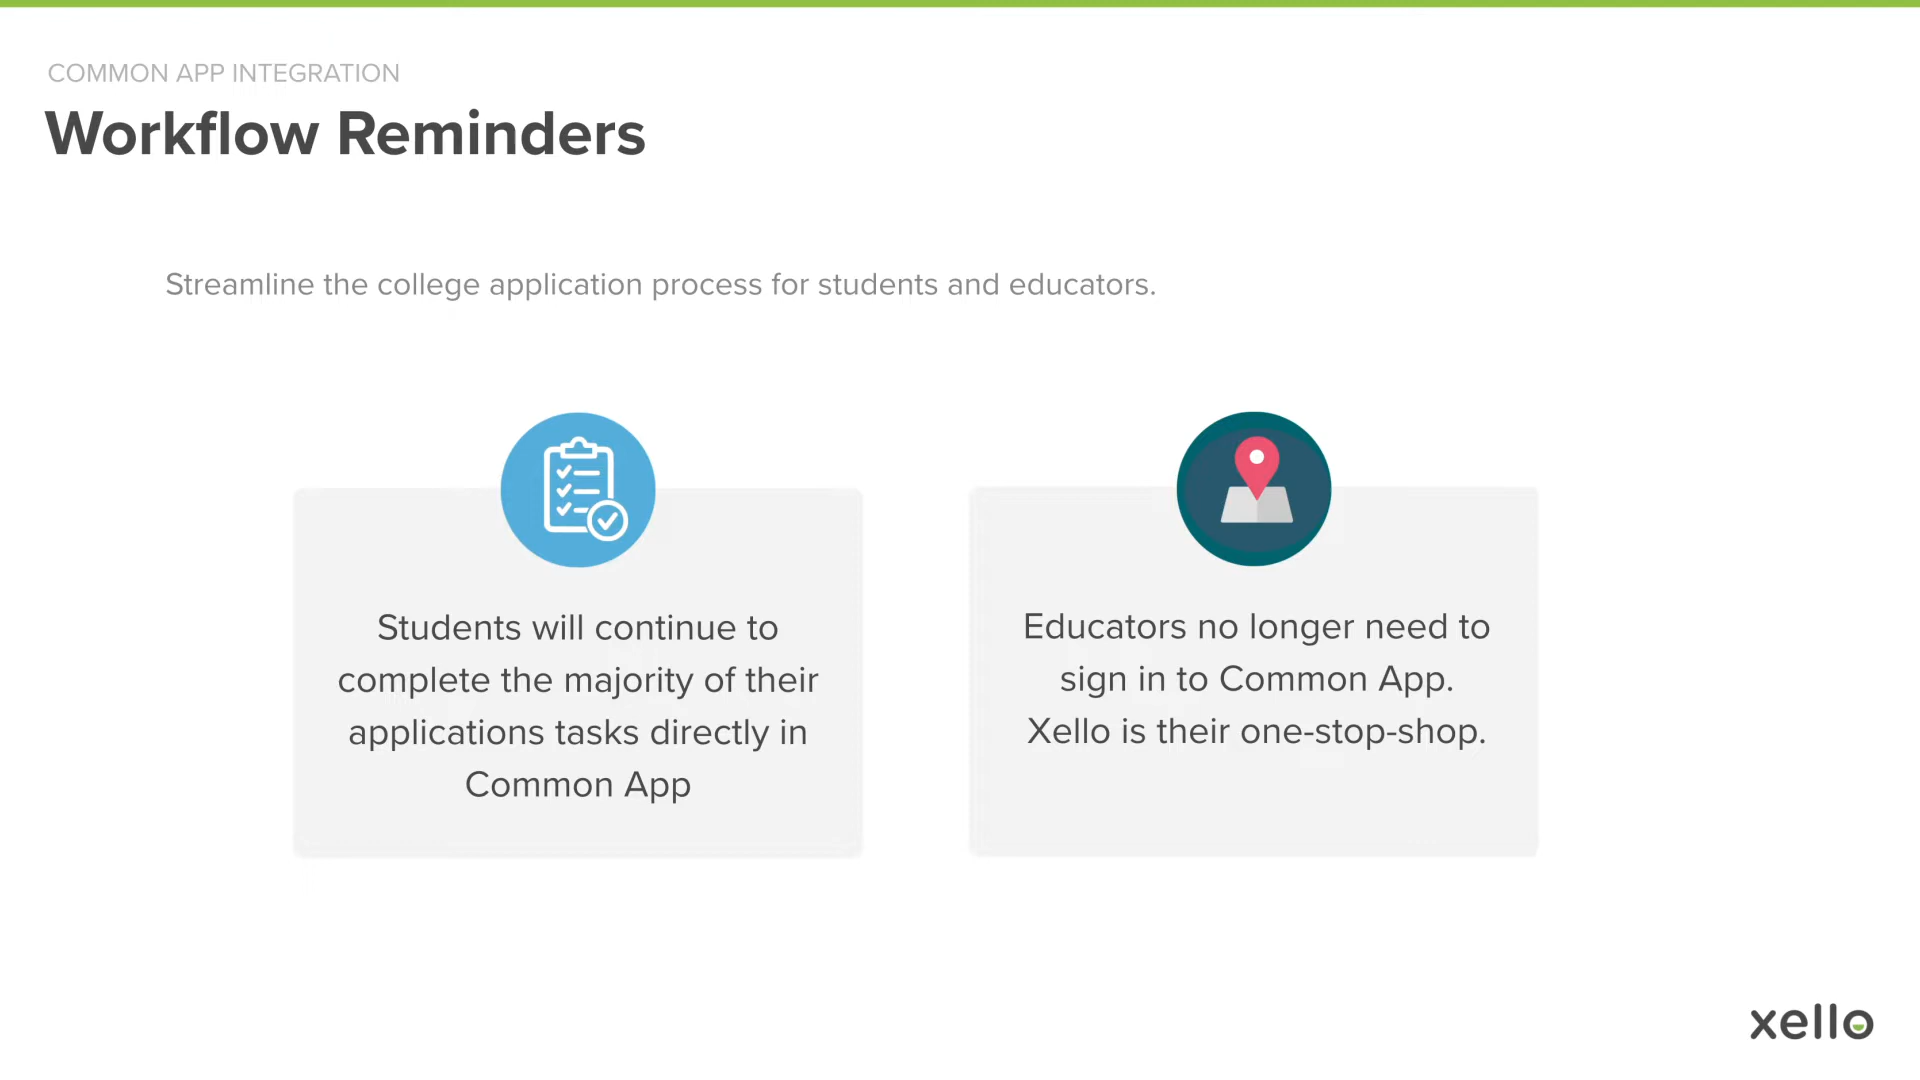 COMMON APP INTEGRATION
Workflow Reminders
Streamline the college application process for students and educators.
Students will continue to
complete the majority of their
applications tasks directly in
Common App
Educators no longer need to
sign in to Common App.
Xello is their one-stop-shop.
xello